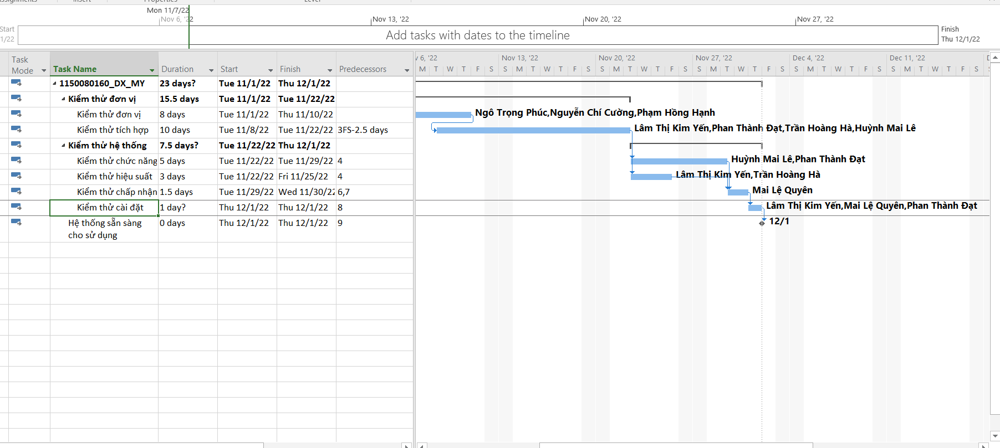 Assignments
Insert
Properties
Level
Mon 11/7/22
Nov 6, '22
Nov 13, '22
Nov 20, '22
Nov 27, '22
Start
1/22
Add tasks with dates to the timeline
Finish
Thu 12/1/22
Task Mode
Task Name
Duration
Start
Finish
Predecessors
v 6, '22
Nov 13, '22
Nov 20, '22
Nov 27, '22
Dec 4, '22
Dec 11, '22
D
M T W T F S S M T W T F S S M T W T F S S M T W T F S S M T W T F S S M T W T F S
1150080160_DX_MY 23 days? Tue 11/1/22 Thu 12/1/22
Kiểm thử đơn vị 15.5 days Tue 11/1/22 Tue 11/22/22
Kiểm thử đơn vị 8 days Tue 11/1/22 Thu 11/10/22
Ngô Trọng Phúc,Nguyễn Chí Cường,Phạm Hồng Hạnh
Kiểm thử tích hợp 10 days Tue 11/8/22 Tue 11/22/22 3FS-2.5 days
Lâm Thị Kim Yến,Phan Thành Đạt,Trần Hoàng Hà,Huỳnh Mai Lê
Kiểm thử hệ thống 7.5 days? Tue 11/22/22 Thu 12/1/22
Kiểm thử chức năng 5 days Tue 11/22/22 Tue 11/29/22 4
Huỳnh Mai Lê,Phan Thành Đạt
Kiểm thử hiệu suất 3 days Tue 11/22/22 Fri 11/25/22 4
Lâm Thị Kim Yến,Trần Hoàng Hà
Kiểm thử chấp nhận 1.5 days Tue 11/29/22 Wed 11/30/22 6,7
Mai Lệ Quyên
Kiểm thử cài đặt 1 day? Thu 12/1/22 Thu 12/1/22 8
Lâm Thị Kim Yến,Mai Lệ Quyên,Phan Thành Đạt
Hệ thống sẵn sàng 0 days Thu 12/1/22 Thu 12/1/22 9
cho sử dụng
12/1